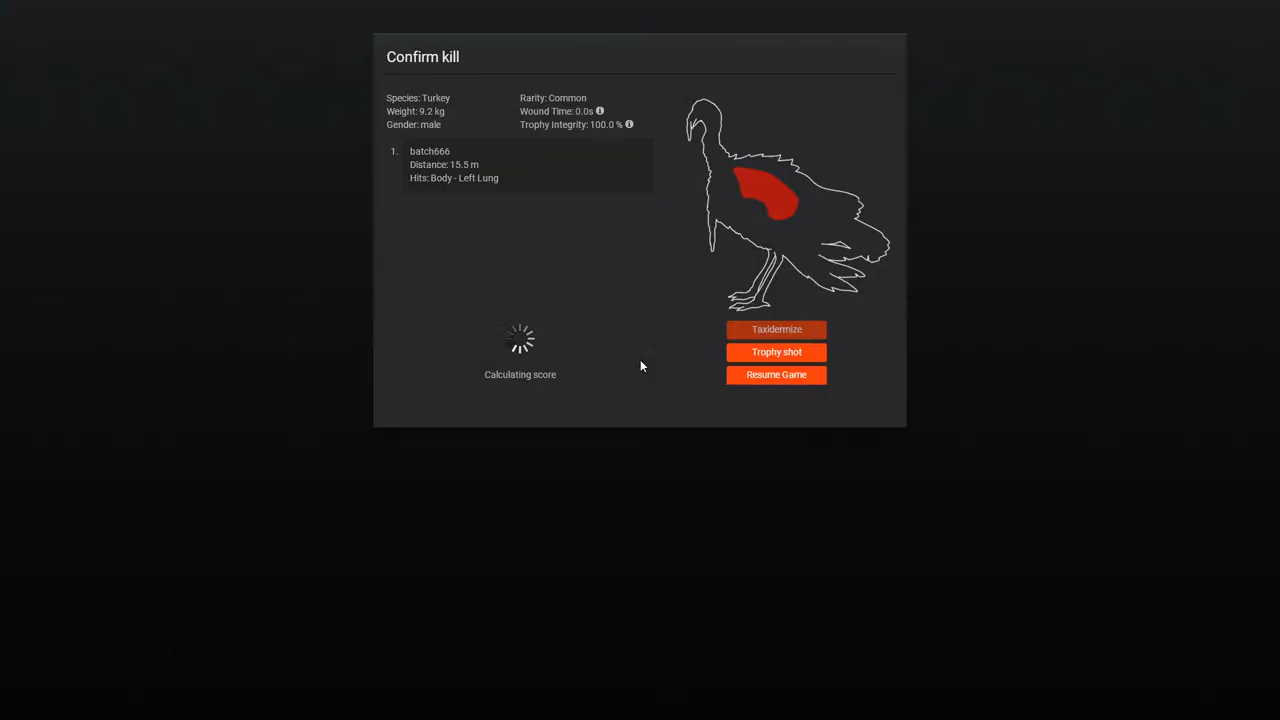 Confirm kill
Species: Turkey
Weight: 9.2 kg
Gender: male
Rarity: Common
Wound Time: 0.0s
Trophy Integrity: 100.0 %
1.
batch666
Distance: 15.5 m
Hits: Body - Left Lung
Calculating score
Taxidermize
Trophy shot
Resume Game